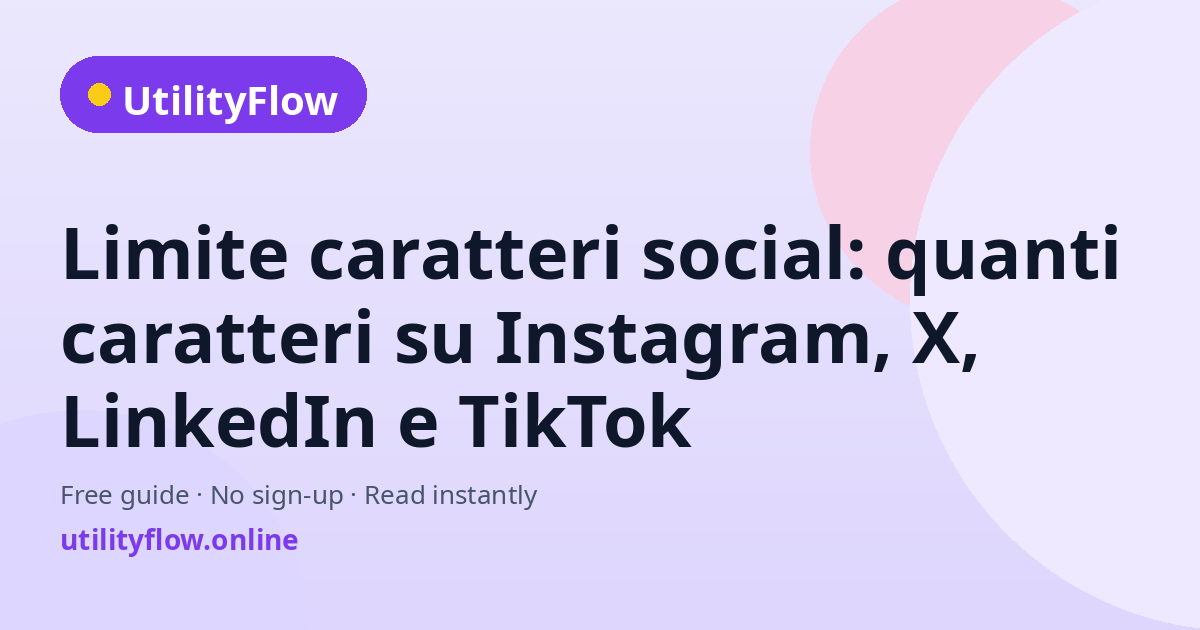 UtilityFlow
Limite caratteri social: quanti
caratteri su Instagram, X,
LinkedIn e TikTok
Free guide · No sign-up · Read instantly
utilityflow.online